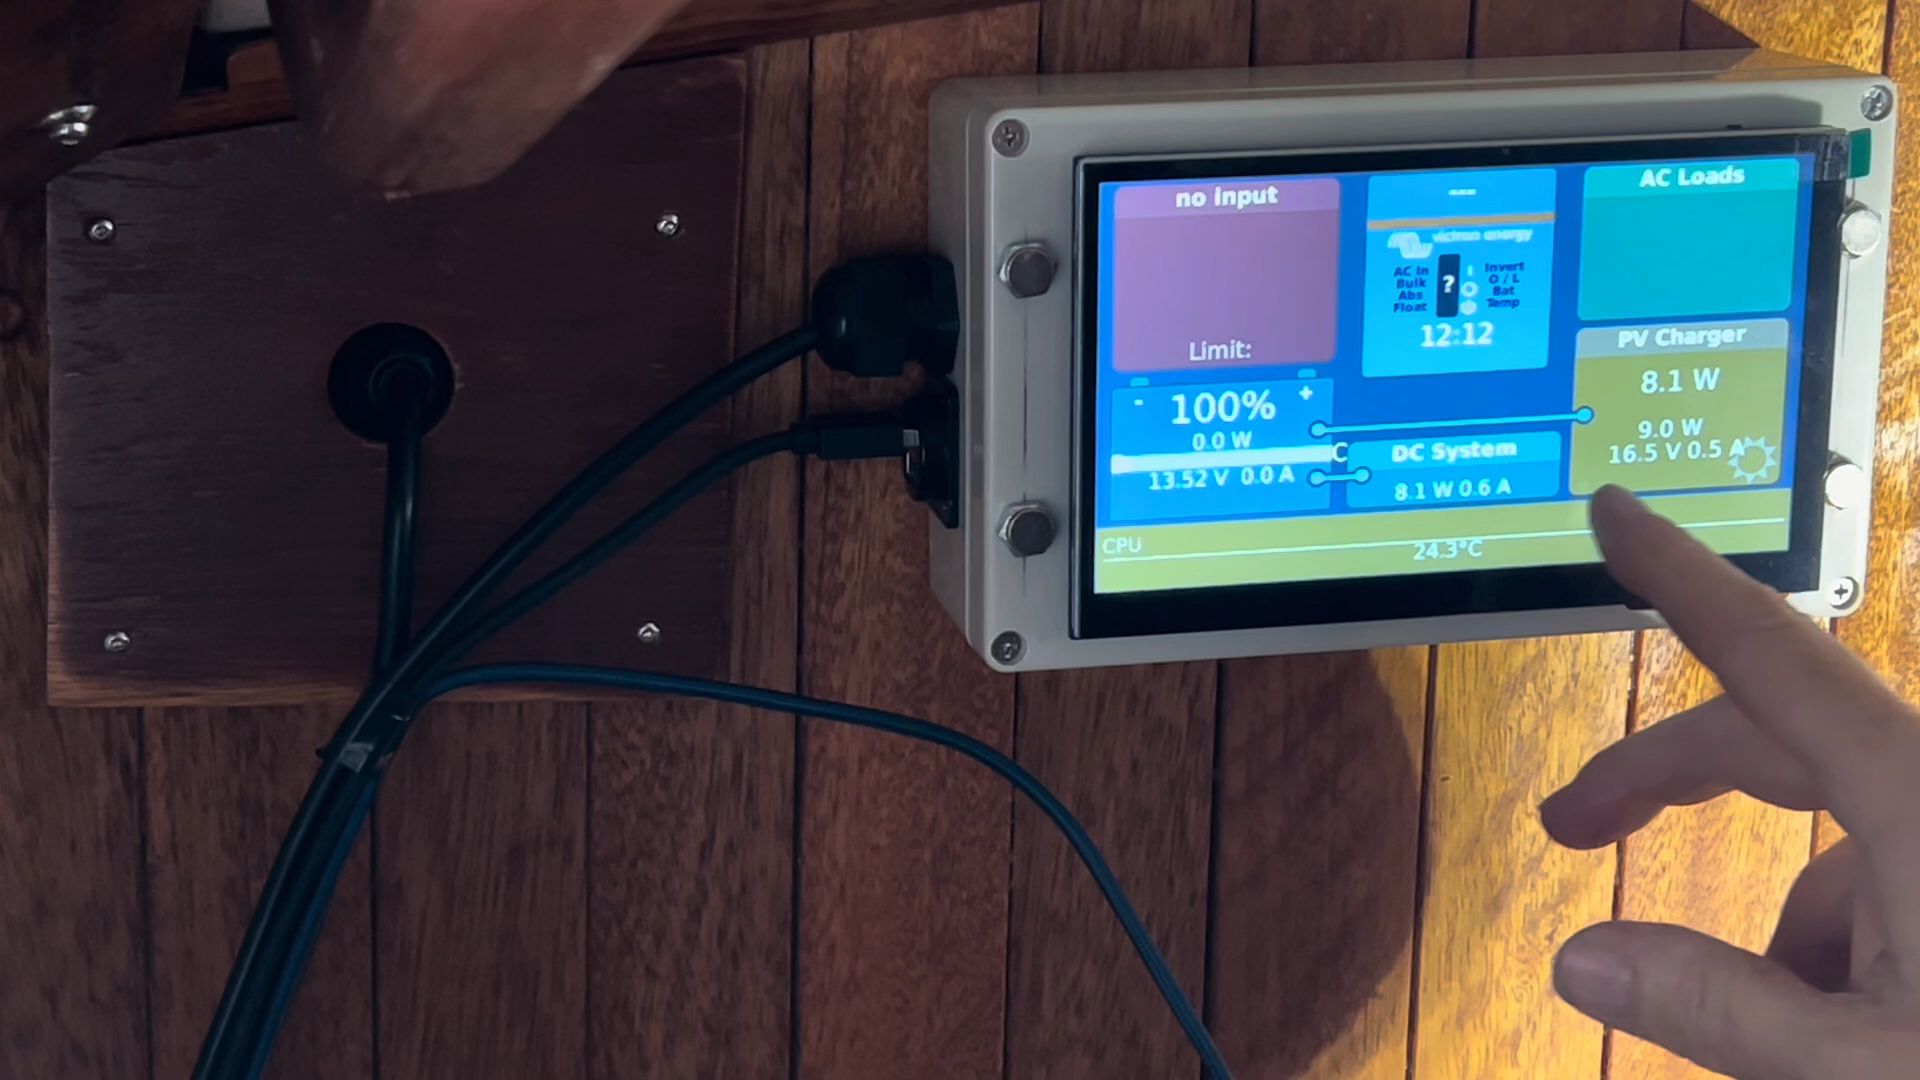 no Input
Limit:
---
victron energy
AC In
Bulk
Abs
Float
?
Invert
O / L
Bat
Temp
12:12
AC Loads
PV Charger
8.1 W
9.0 W
16.5 V 0.5 A
- 100% +
0.0 W
13.52 V 0.0 A
C
DC System
8.1 W 0.6 A
CPU
24.3°C